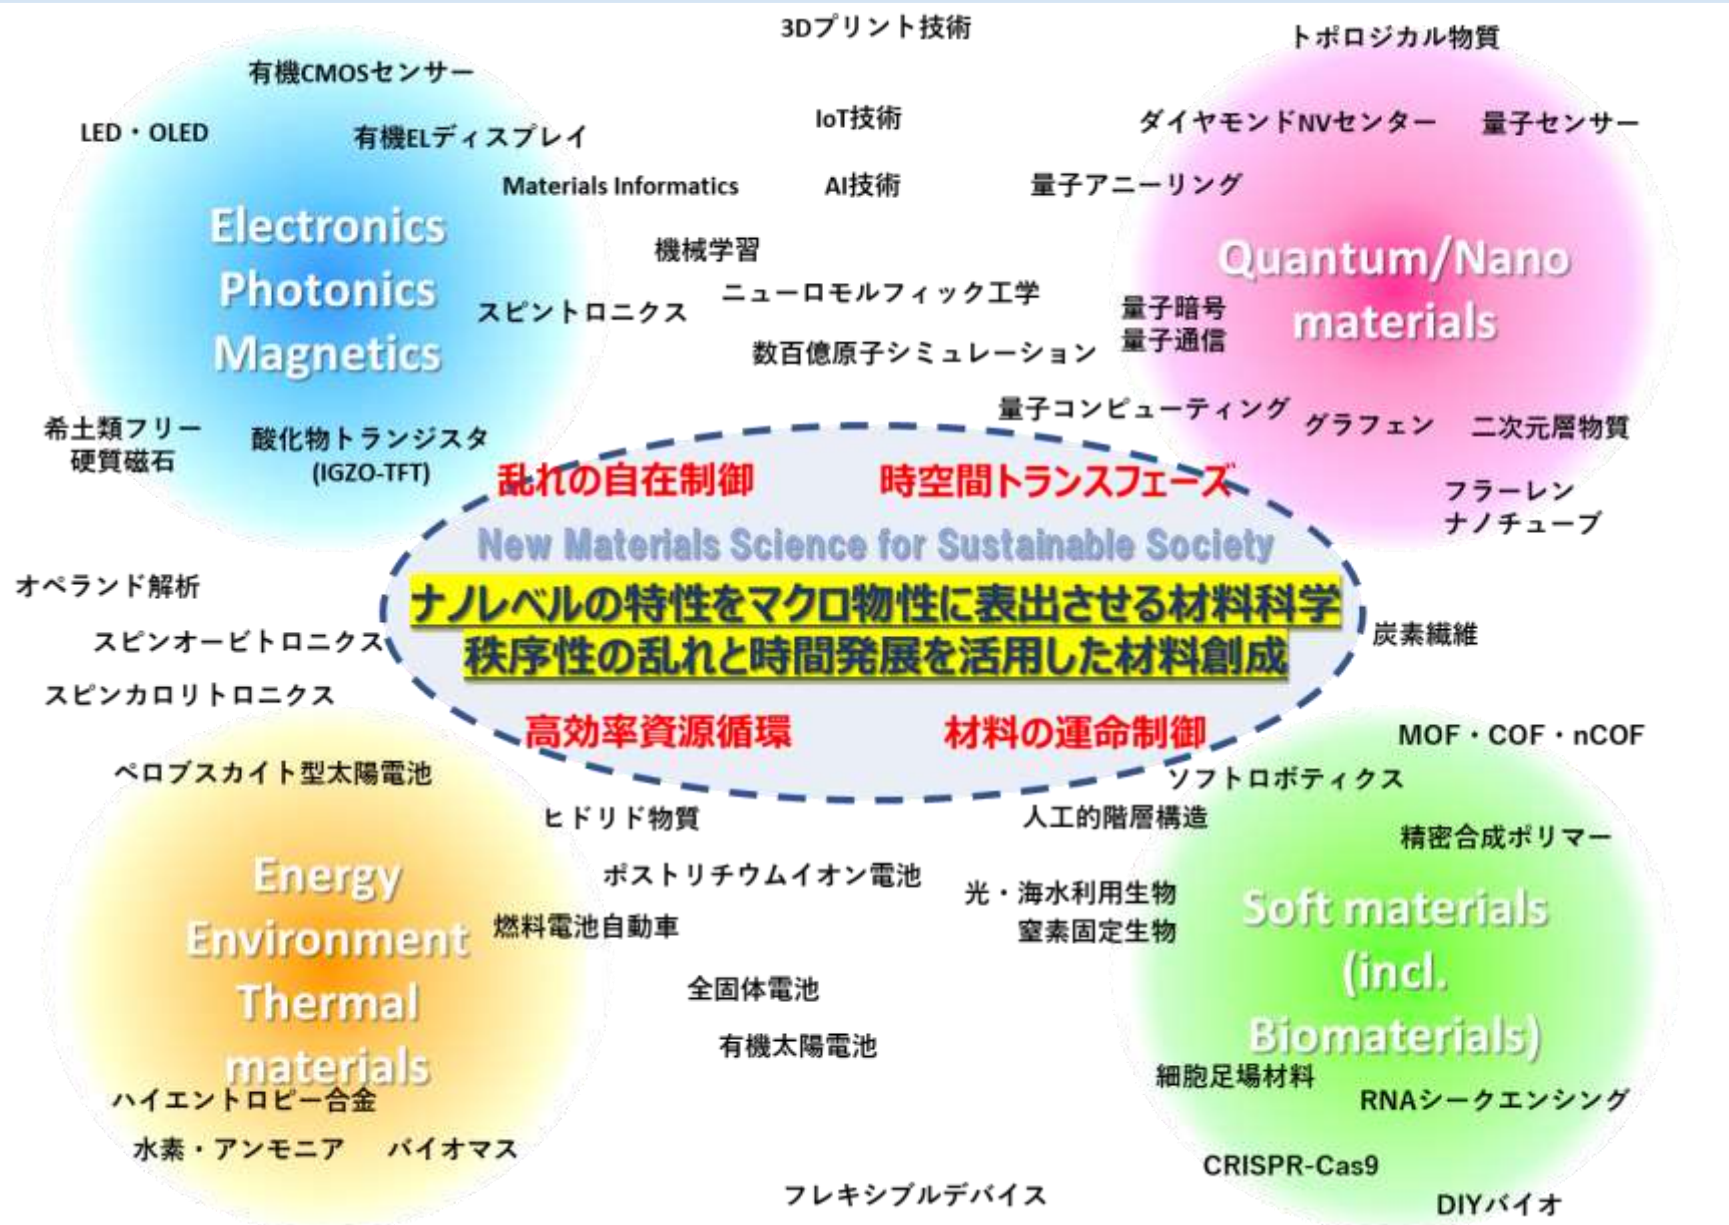 3Dプリント技術
トポロジカル物質
有機CMOSセンサー
LED・OLED
有機ELディスプレイ
IoT技術
ダイヤモンドNVセンター
量子センサー
Materials Informatics
AI技術
量子アニーリング
Electronics
Photonics
Magnetics
機械学習
ニューロモルフィック工学
スピントロニクス
数百億原子シミュレーション
量子暗号
量子通信
Quantum/Nano
materials
量子コンピューティング
グラフェン
二次元層物質
希土類フリー
硬質磁石
酸化物トランジスタ
(IGZO-TFT)
フラーレン
ナノチューブ
乱れの自在制御
時空間トランスフェーズ
New Materials Science for Sustainable Society
ナノレベルの特性をマクロ物性に表出させる材料科学
秩序性の乱れと時間発展を活用した材料創成
高効率資源循環
材料の運命制御
オペランド解析
スピンオービトロニクス
スピンカロリトロニクス
炭素繊維
ペロブスカイト型太陽電池
MOF・COF・nCOF
ソフトロボティクス
ヒドリド物質
人工的階層構造
精密合成ポリマー
Energy
Environment
Thermal
materials
ポストリチウムイオン電池
燃料電池自動車
光・海水利用生物
窒素固定生物
Soft materials
(incl.
Biomaterials)
全固体電池
有機太陽電池
細胞足場材料
RNAシークエンシング
ハイエントロピー合金
水素・アンモニア
バイオマス
CRISPR-Cas9
フレキシブルデバイス
DIYバイオ